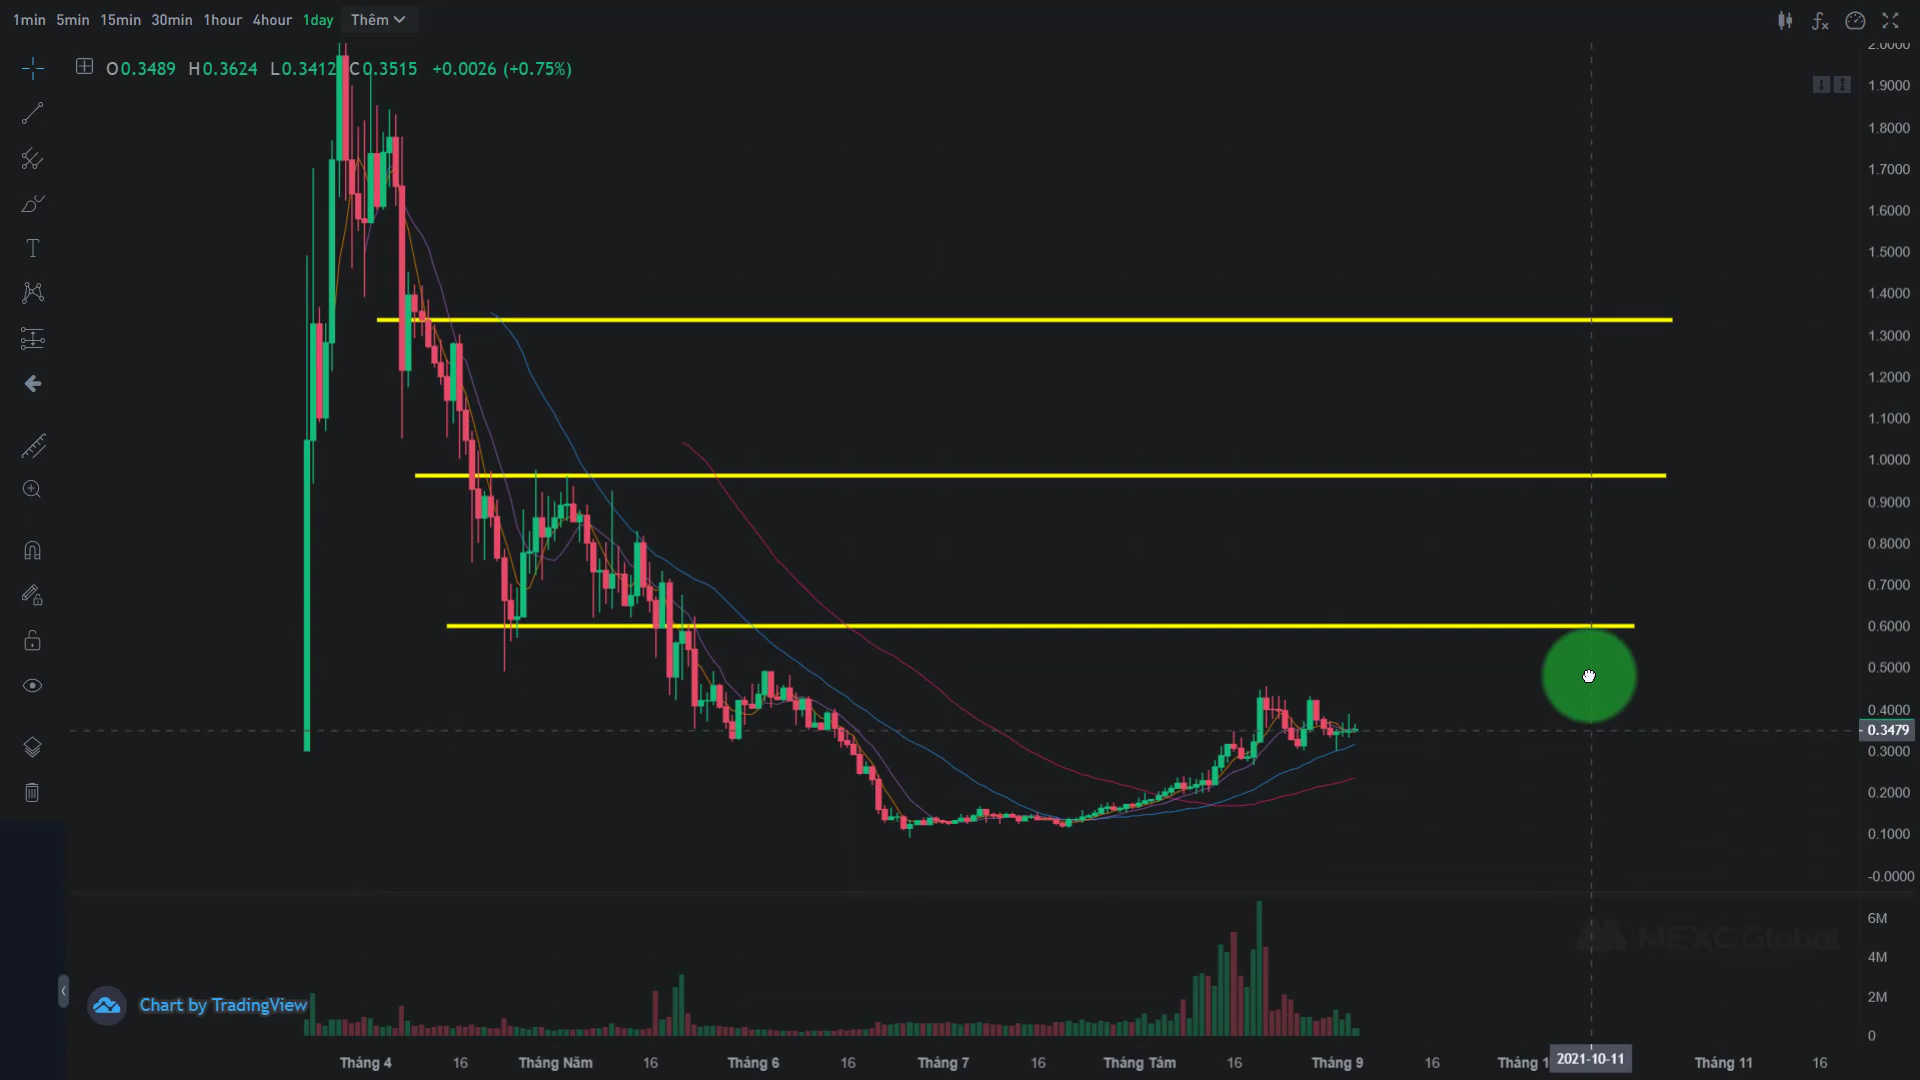 1min 5min 15min 30min 1hour 4hour 1day Thêm
O0.3489 H0.3624 L0.3412 C0.3515 +0.0026 (+0.75%)
2.0000
1.9000
1.8000
1.7000
1.6000
1.5000
1.4000
1.3000
1.2000
1.1000
1.0000
0.9000
0.8000
0.7000
0.6000
0.5000
0.4000
0.3479
0.3000
0.2000
0.1000
-0.0000
6M
MEXC Global
4M
2M
Chart by TradingView
0
Tháng 4 16 Tháng Năm 16 Tháng 6 16 Tháng 7 16 Tháng Tám 16 Tháng 9 16 Tháng 1 2021-10-11 Tháng 11 16